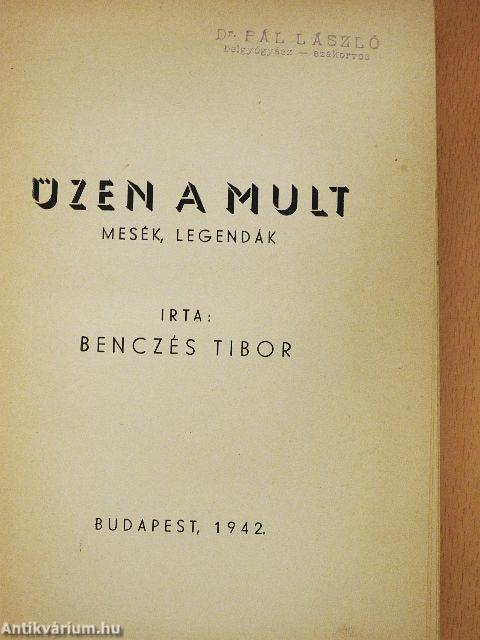 Dr. PÁL LÁSZLÓ
belgyógyász — szakorvos
ÜZEN A MULT
MESÉK, LEGENDÁK
IRTA:
BENCZÉS TIBOR
BUDAPEST, 1942.
Antikvárium.hu